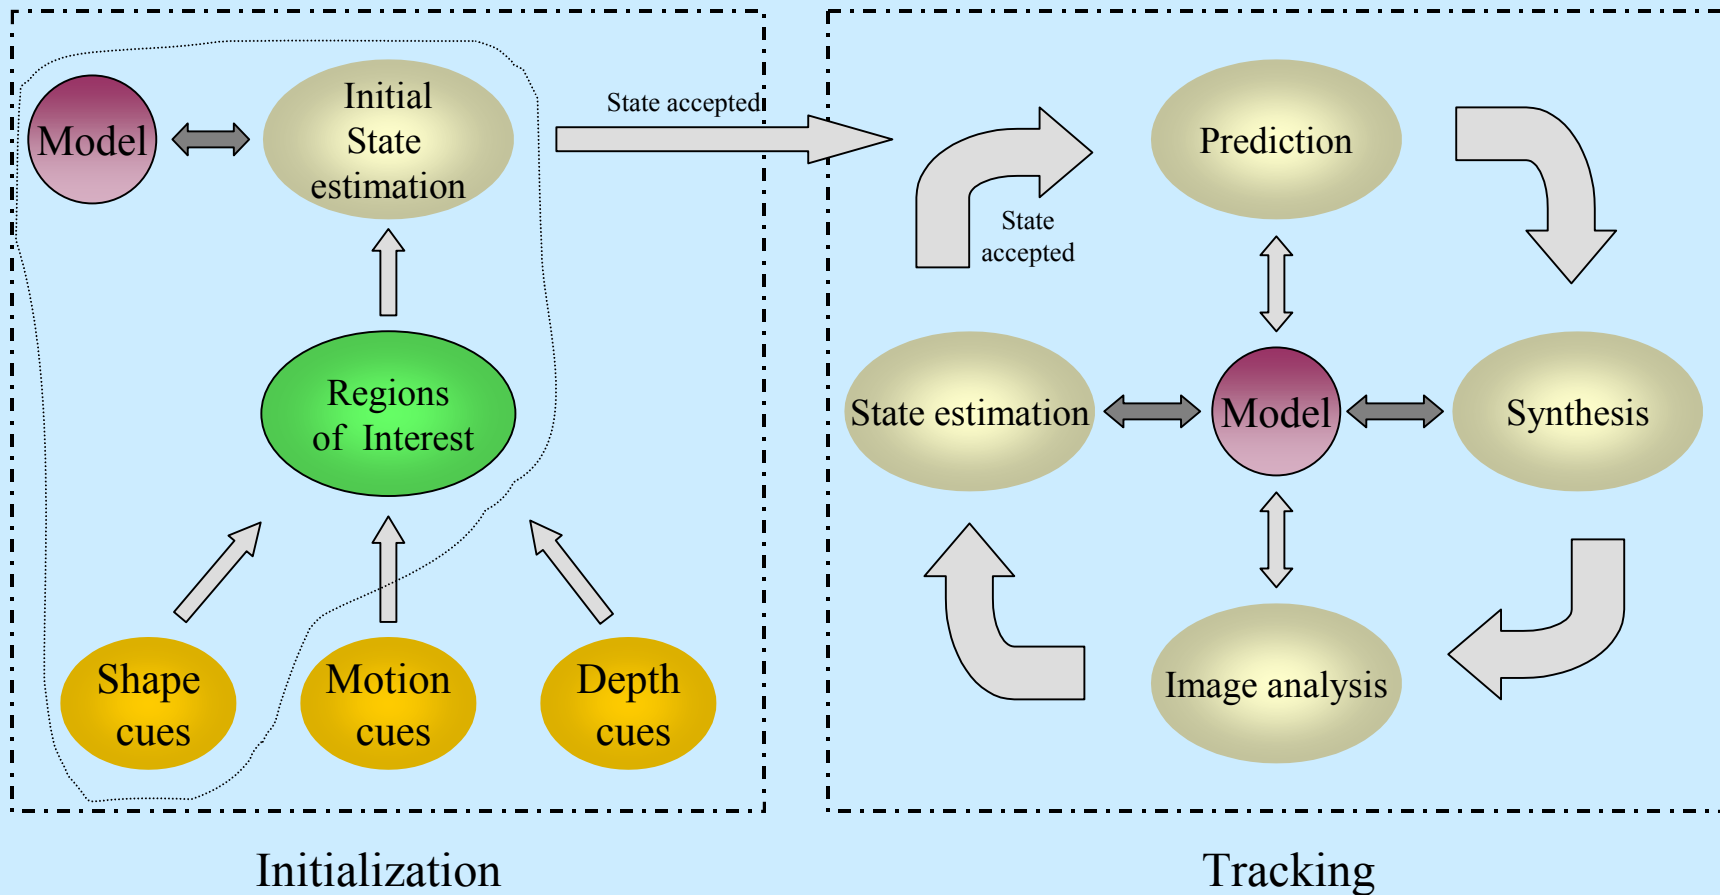 Model
Initial
State
estimation
State accepted
Regions
of Interest
Shape
cues
Motion
cues
Depth
cues
Initialization
Prediction
State
accepted
State estimation
Model
Synthesis
Image analysis
Tracking